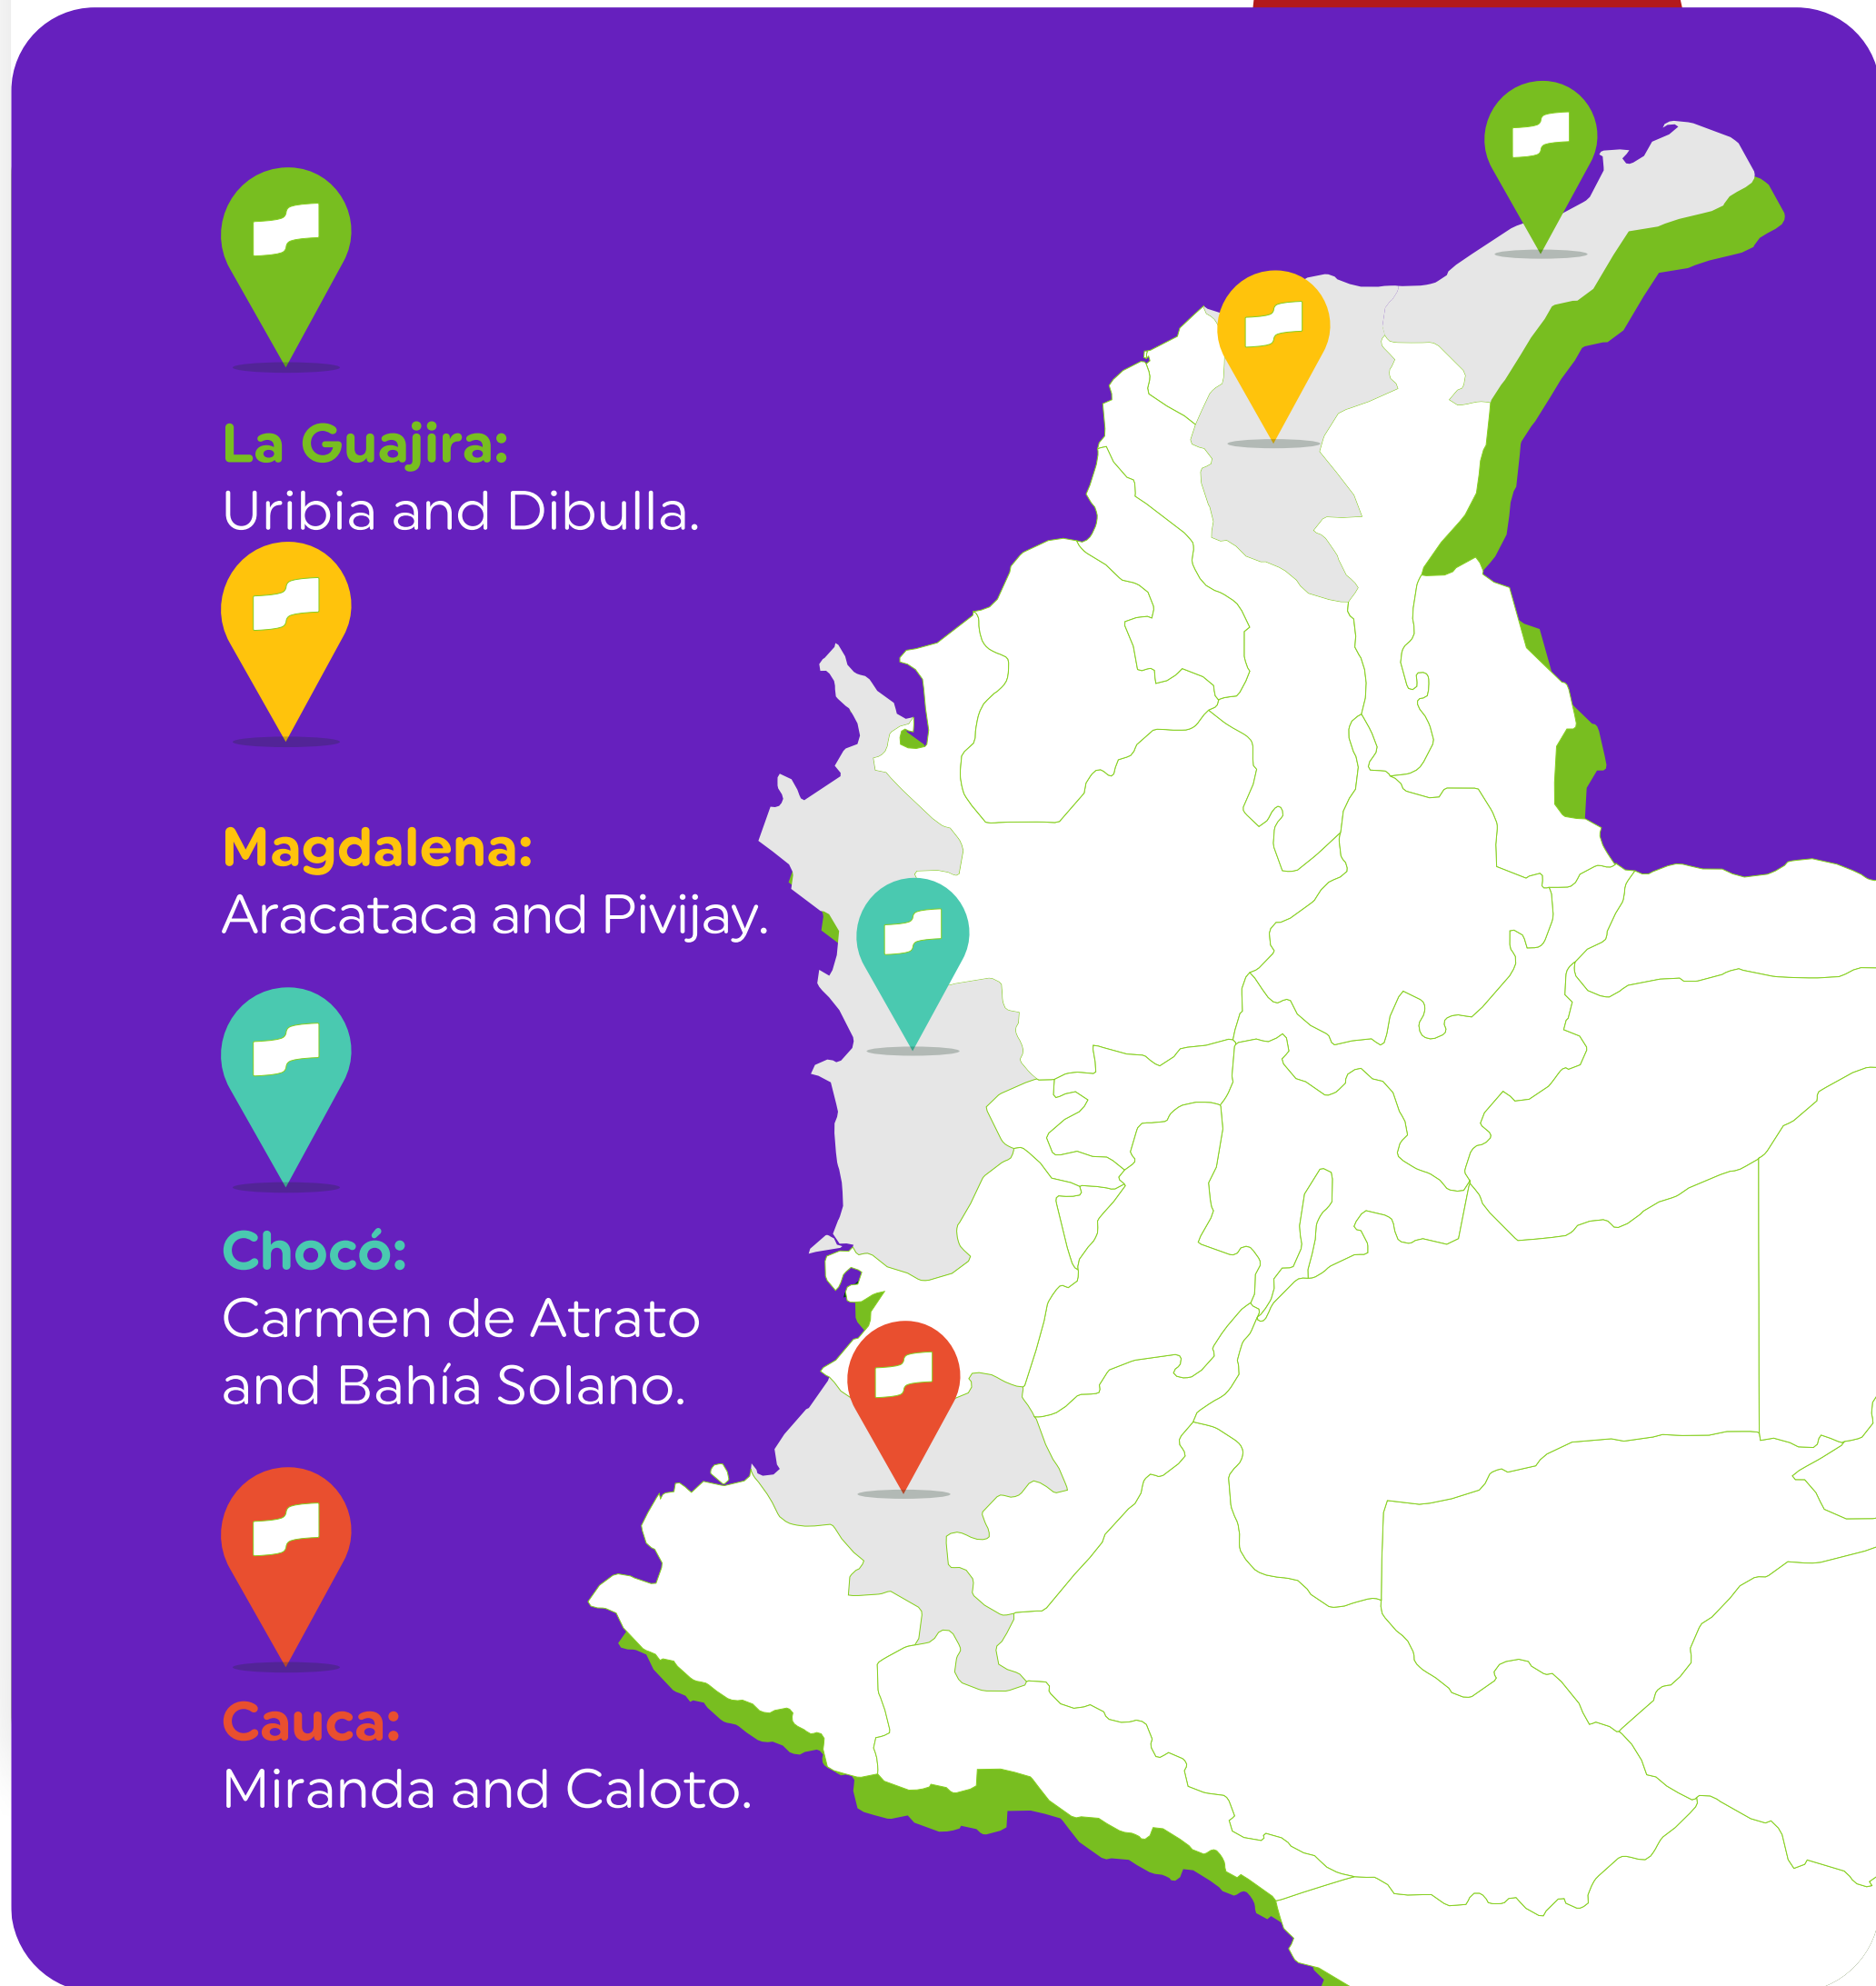 La Guajira:
Uribia and Dibulla.
Magdalena:
Aracataca and Pivijay.
Chocó:
Carmen de Atrato
and Bahía Solano.
Cauca:
Miranda and Caloto.